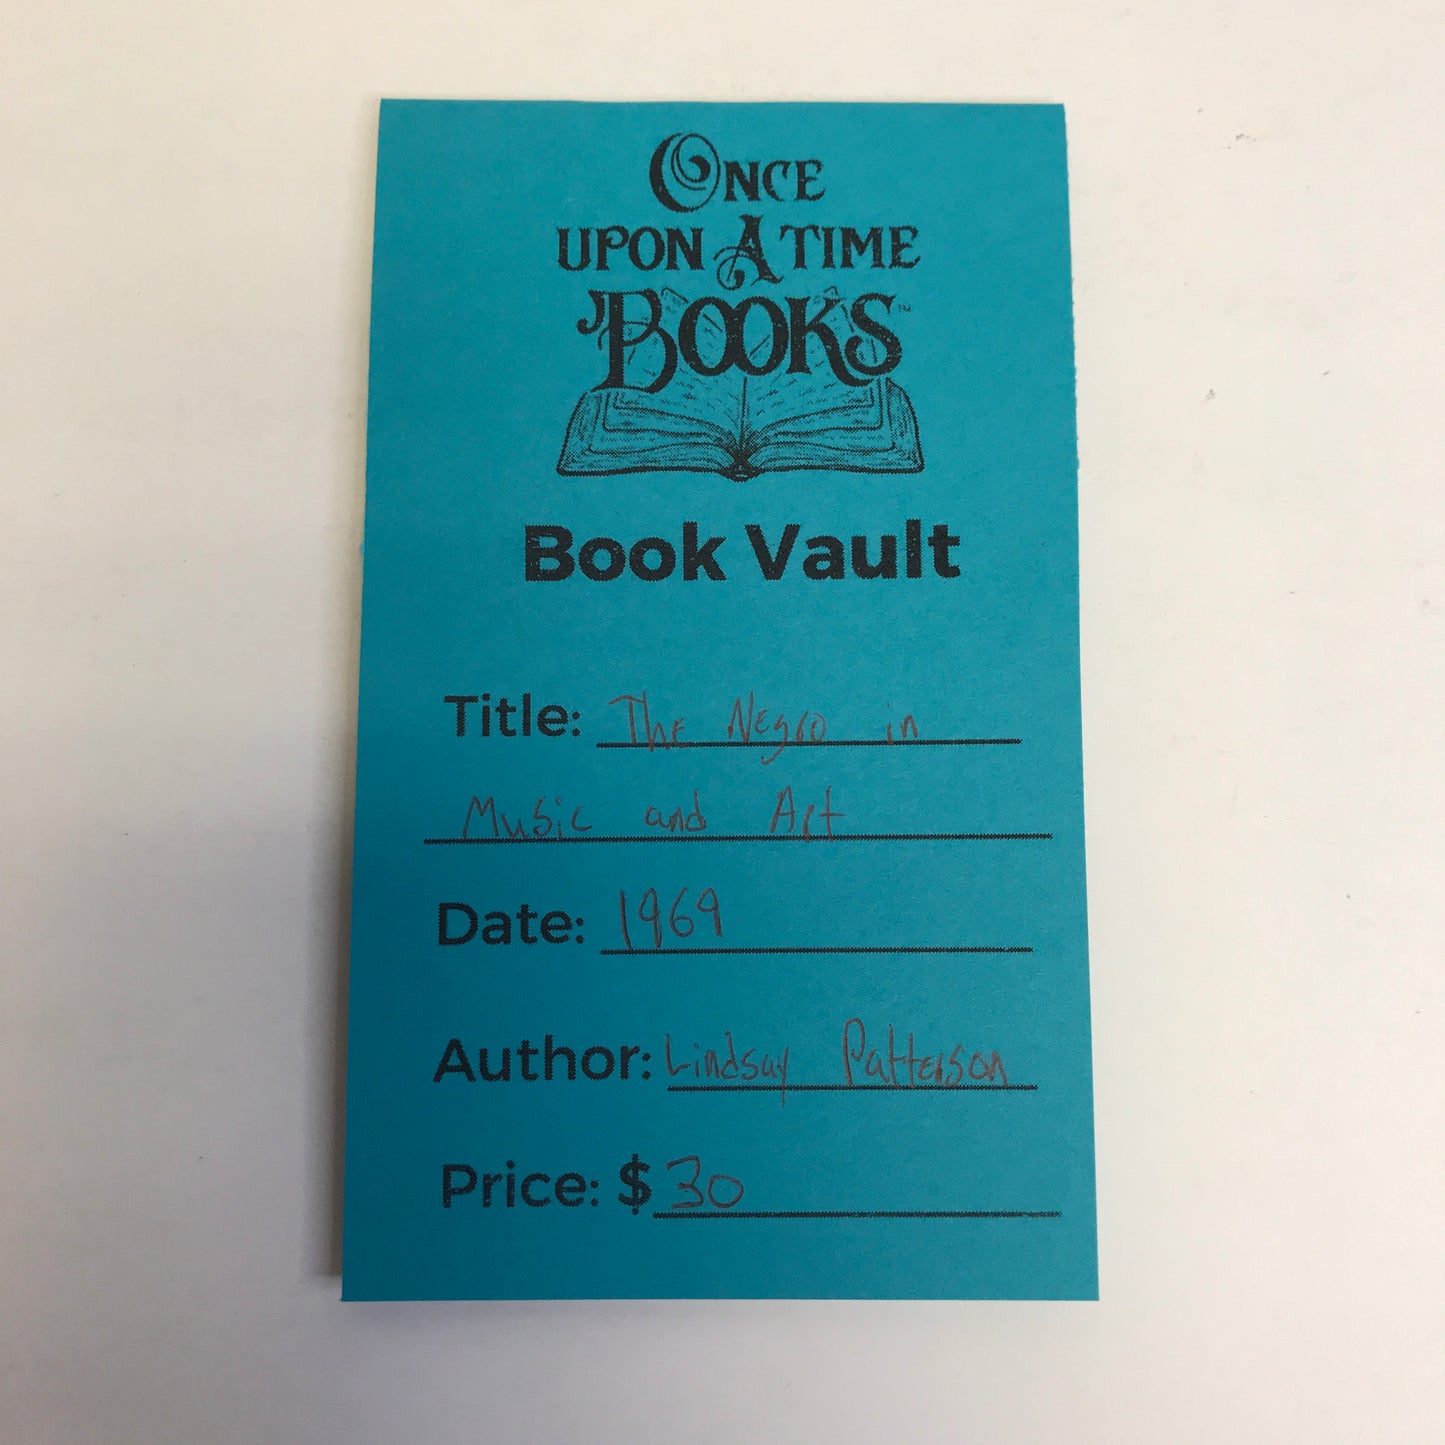 ONCE
UPON A TIME
BOOKS™
Book Vault
Title: The Negro in
Music and Art
Date: 1969
Author: Lindsay Patterson
Price: $30